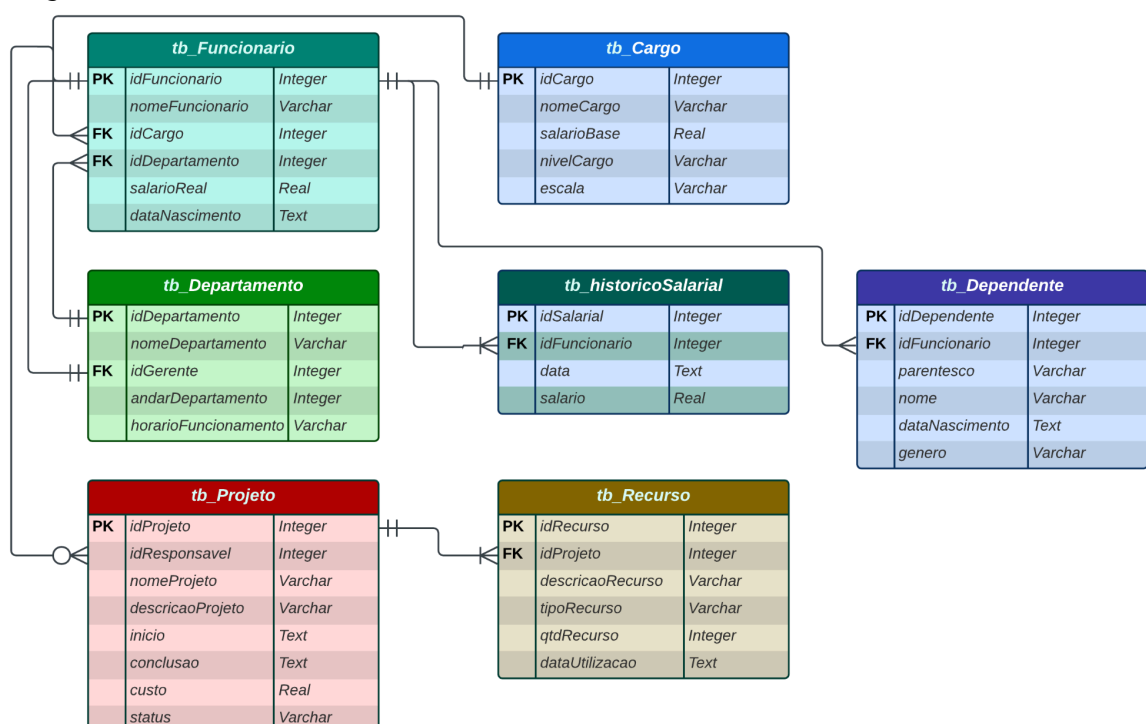 tb_Funcionario
PK idFuncionario Integer
nomeFuncionario Varchar
FK idCargo Integer
FK idDepartamento Integer
salarioReal Real
dataNascimento Text
tb_Cargo
PK idCargo Integer
nomeCargo Varchar
salarioBase Real
nivelCargo Varchar
escala Varchar
tb_Departamento
PK idDepartamento Integer
nomeDepartamento Varchar
FK idGerente Integer
andarDepartamento Integer
horarioFuncionamento Varchar
tb_historicoSalarial
PK idSalarial Integer
FK idFuncionario Integer
data Text
salario Real
tb_Dependente
PK idDependente Integer
FK idFuncionario Integer
parentesco Varchar
nome Varchar
dataNascimento Text
genero Varchar
tb_Projeto
PK idProjeto Integer
idResponsavel Integer
nomeProjeto Varchar
descricaoProjeto Varchar
inicio Text
conclusao Text
custo Real
status Varchar
tb_Recurso
PK idRecurso Integer
FK idProjeto Integer
descricaoRecurso Varchar
tipoRecurso Varchar
qtdRecurso Integer
dataUtilizacao Text